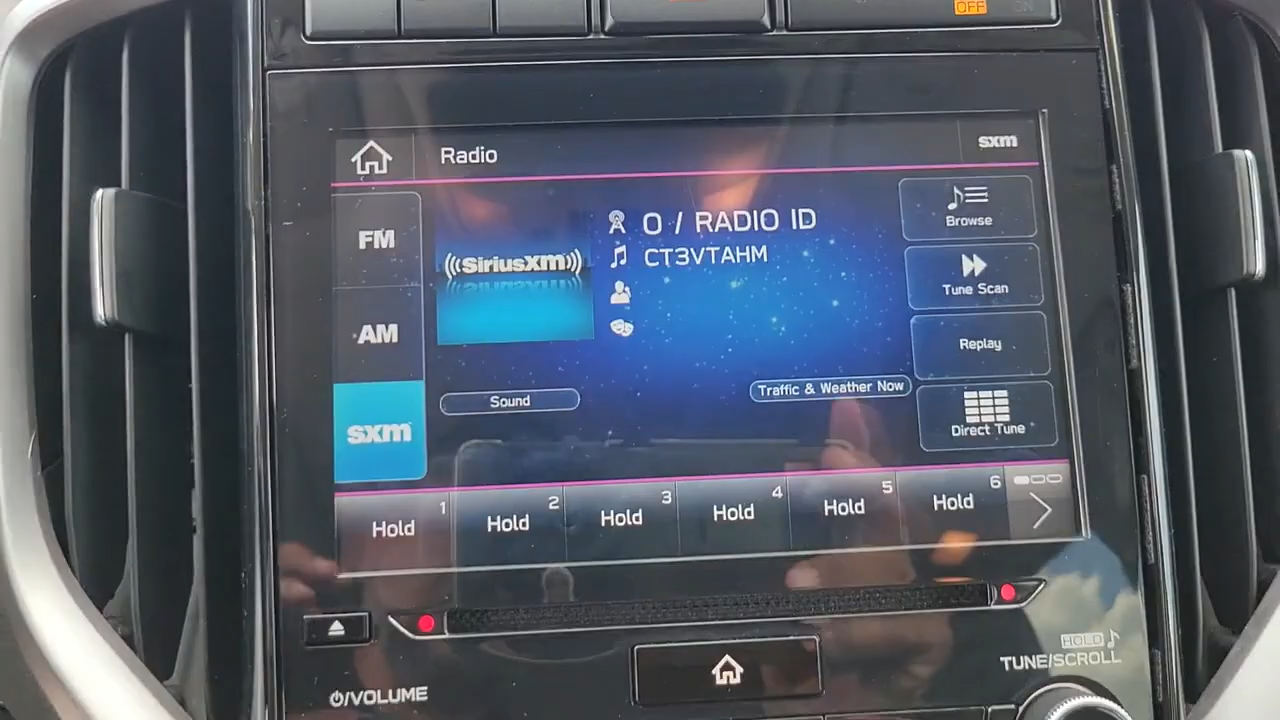 OFF ON
Radio
sxm
FM
AM
sxm
((SiriusXM))
0 / RADIO ID
CT3VTAHM
Browse
Tune Scan
Replay
Direct Tune
Sound
Traffic & Weather Now
1
Hold
2
Hold
3
Hold
4
Hold
5
Hold
6
Hold
HOLD
TUNE/SCROLL
/VOLUME